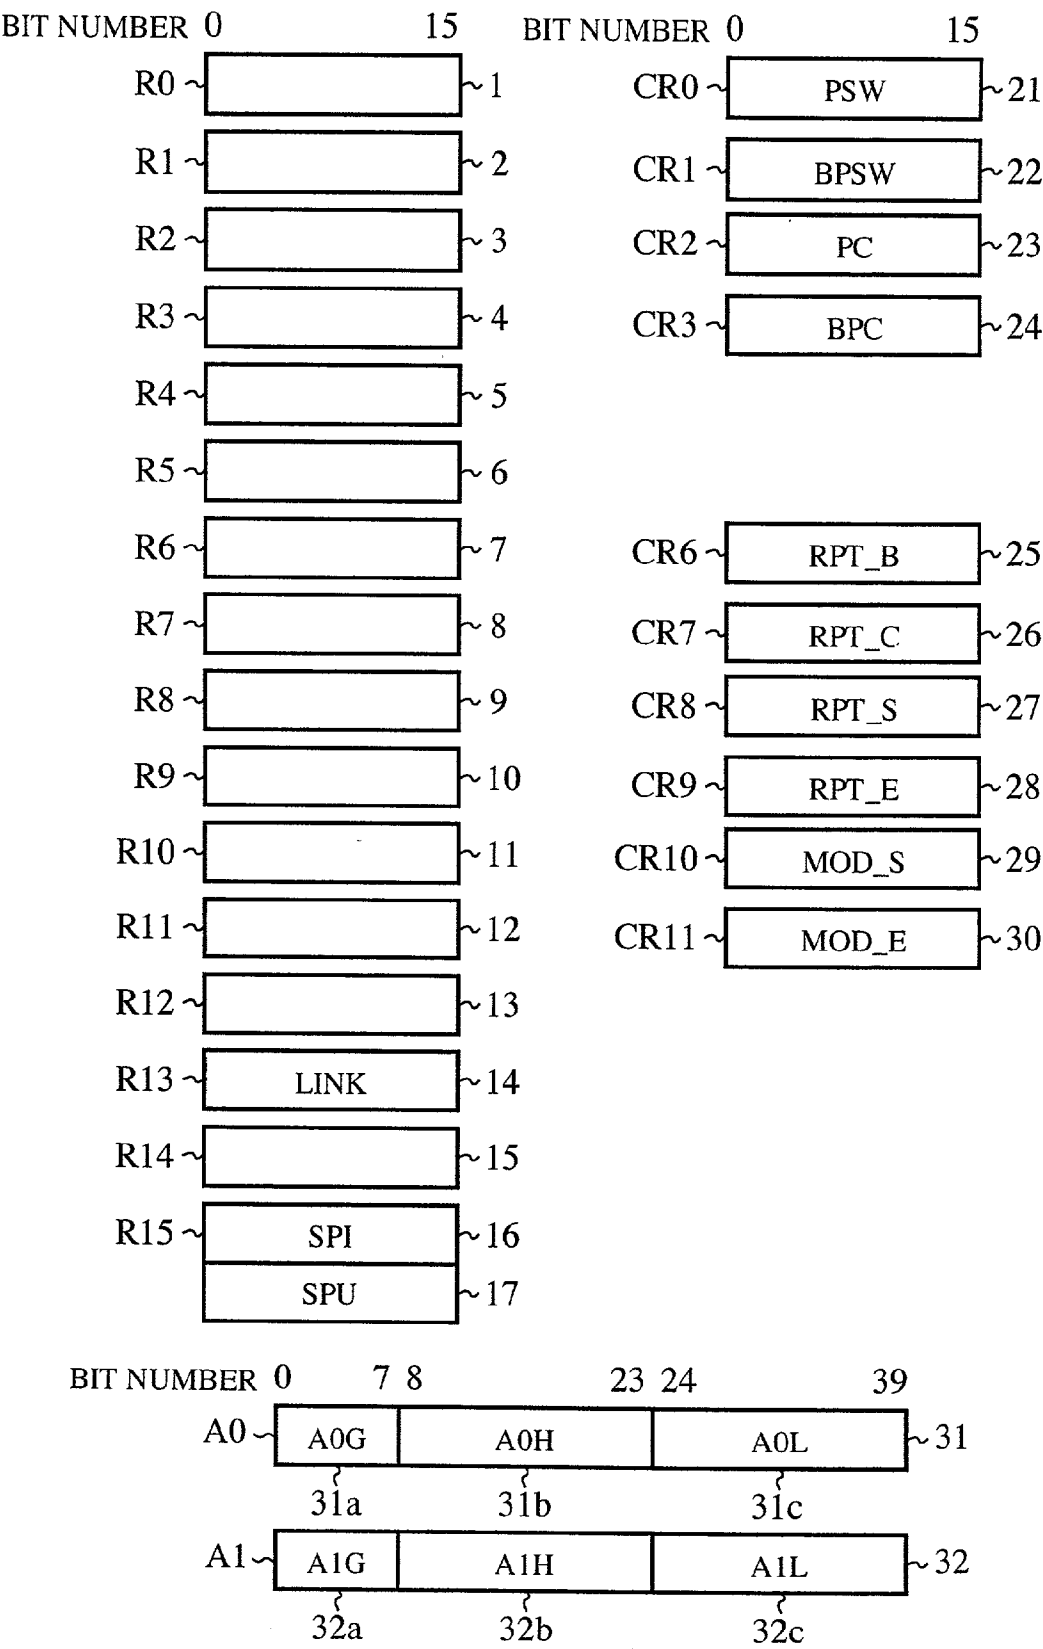 BIT NUMBER 0 15
R0 1
R1 2
R2 3
R3 4
R4 5
R5 6
R6 7
R7 8
R8 9
R9 10
R10 11
R11 12
R12 13
R13 LINK 14
R14 15
R15 SPI 16
SPU 17
BIT NUMBER 0 15
CR0 PSW 21
CR1 BPSW 22
CR2 PC 23
CR3 BPC 24
CR6 RPT_B 25
CR7 RPT_C 26
CR8 RPT_S 27
CR9 RPT_E 28
CR10 MOD_S 29
CR11 MOD_E 30
BIT NUMBER 0 7 8 23 24 39
A0 A0G A0H A0L 31
31a 31b 31c
A1 A1G A1H A1L 32
32a 32b 32c